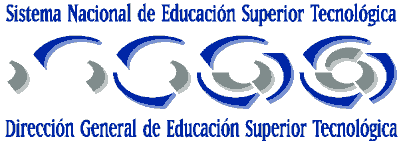 Sistema Nacional de Educación Superior Tecnológica
Dirección General de Educación Superior Tecnológica